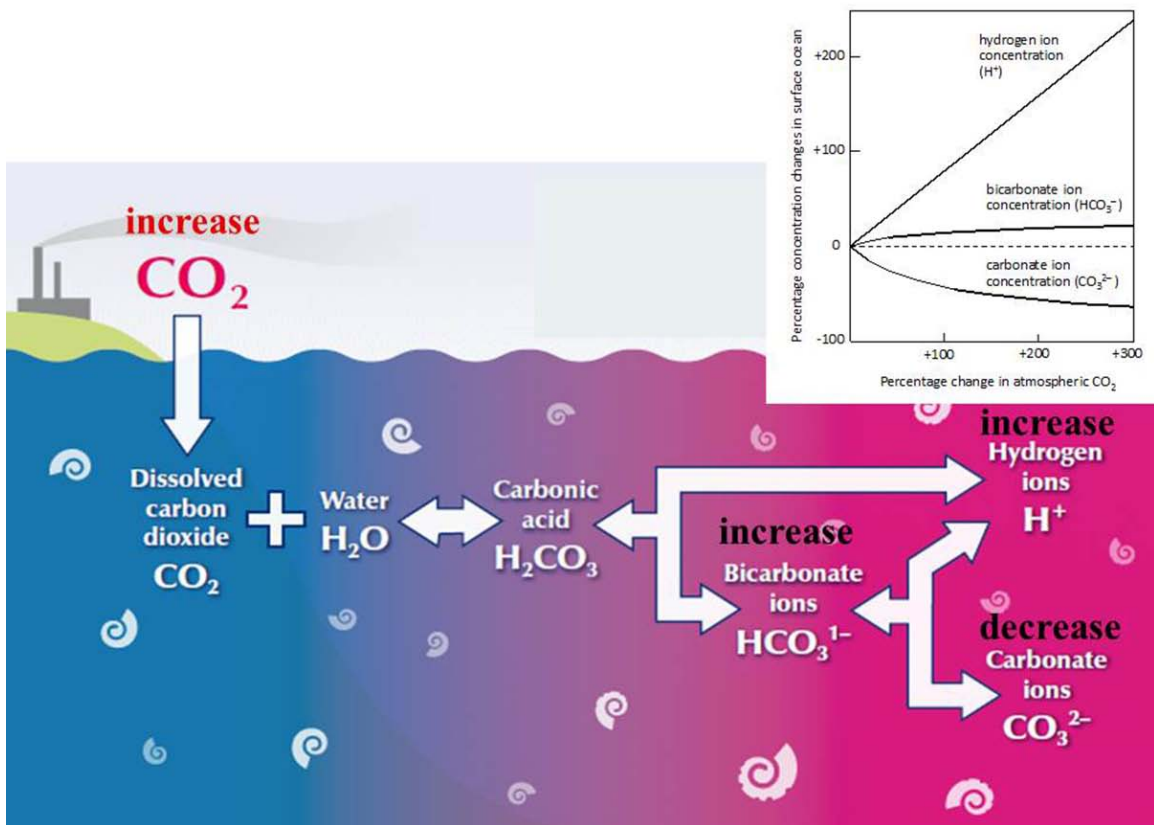 +200
+100
0
-100
+100
+200
+300
Percentage concentration changes in surface ocean
Percentage change in atmospheric CO₂
hydrogen ion
concentration
(H⁺)
bicarbonate ion
concentration (HCO₃⁻)
carbonate ion
concentration (CO₃²⁻)
increase
CO₂
Dissolved
carbon
dioxide
CO₂
Water
H₂O
Carbonic
acid
H₂CO₃
increase
Bicarbonate
ions
HCO₃¹⁻
increase
Hydrogen
ions
H⁺
decrease
Carbonate
ions
CO₃²⁻